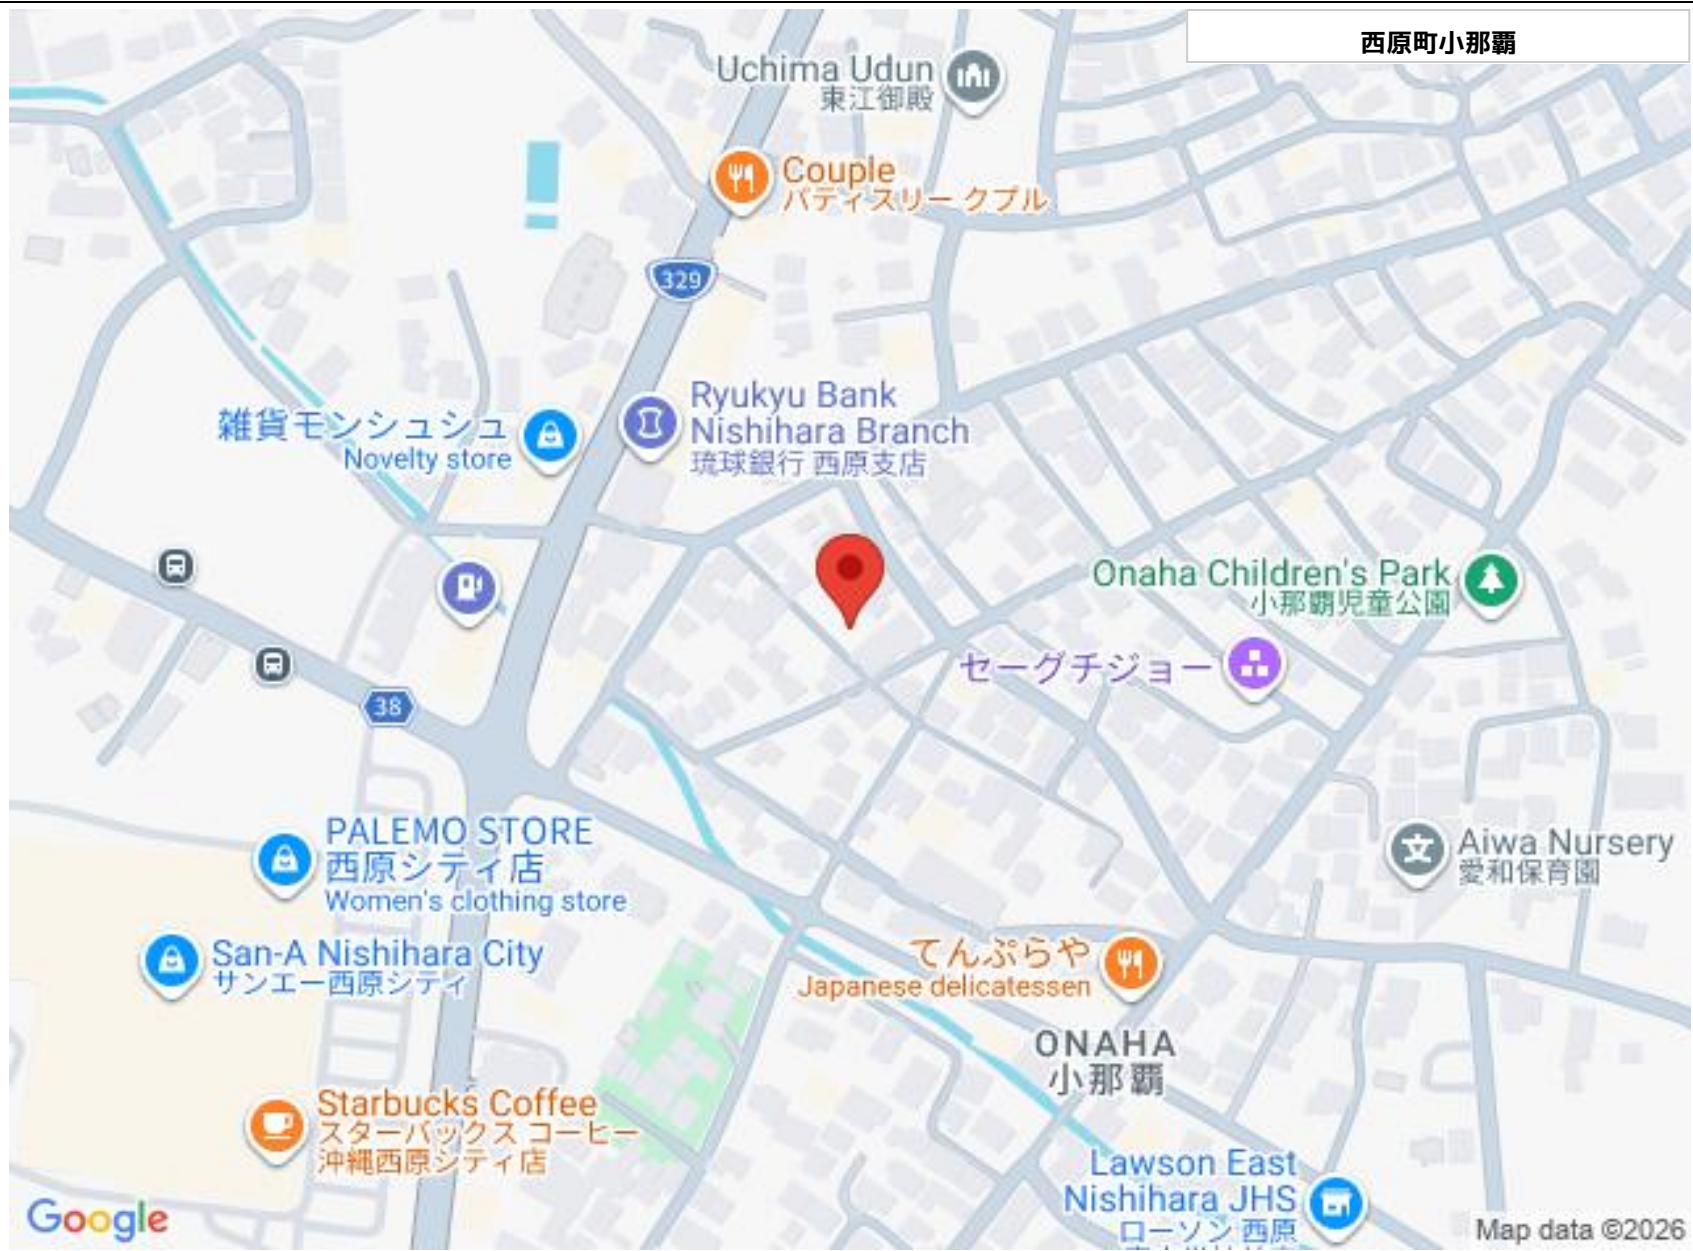 西原町小那覇
Uchima Udun
東江御殿
Couple
パティスリー クプル
329
Ryukyu Bank
Nishihara Branch
琉球銀行 西原支店
雑貨モンシュシュ
Novelty store
Onaha Children's Park
小那覇児童公園
セーグチジョー
38
PALEMO STORE
西原シティ店
Women's clothing store
Aiwa Nursery
愛和保育園
San-A Nishihara City
サンエー西原シティ
てんぷらや
Japanese delicatessen
ONAHA
小那覇
Starbucks Coffee
スターバックス コーヒー
沖縄西原シティ店
Lawson East
Nishihara JHS
ローソン 西原
Google
Map data ©2026